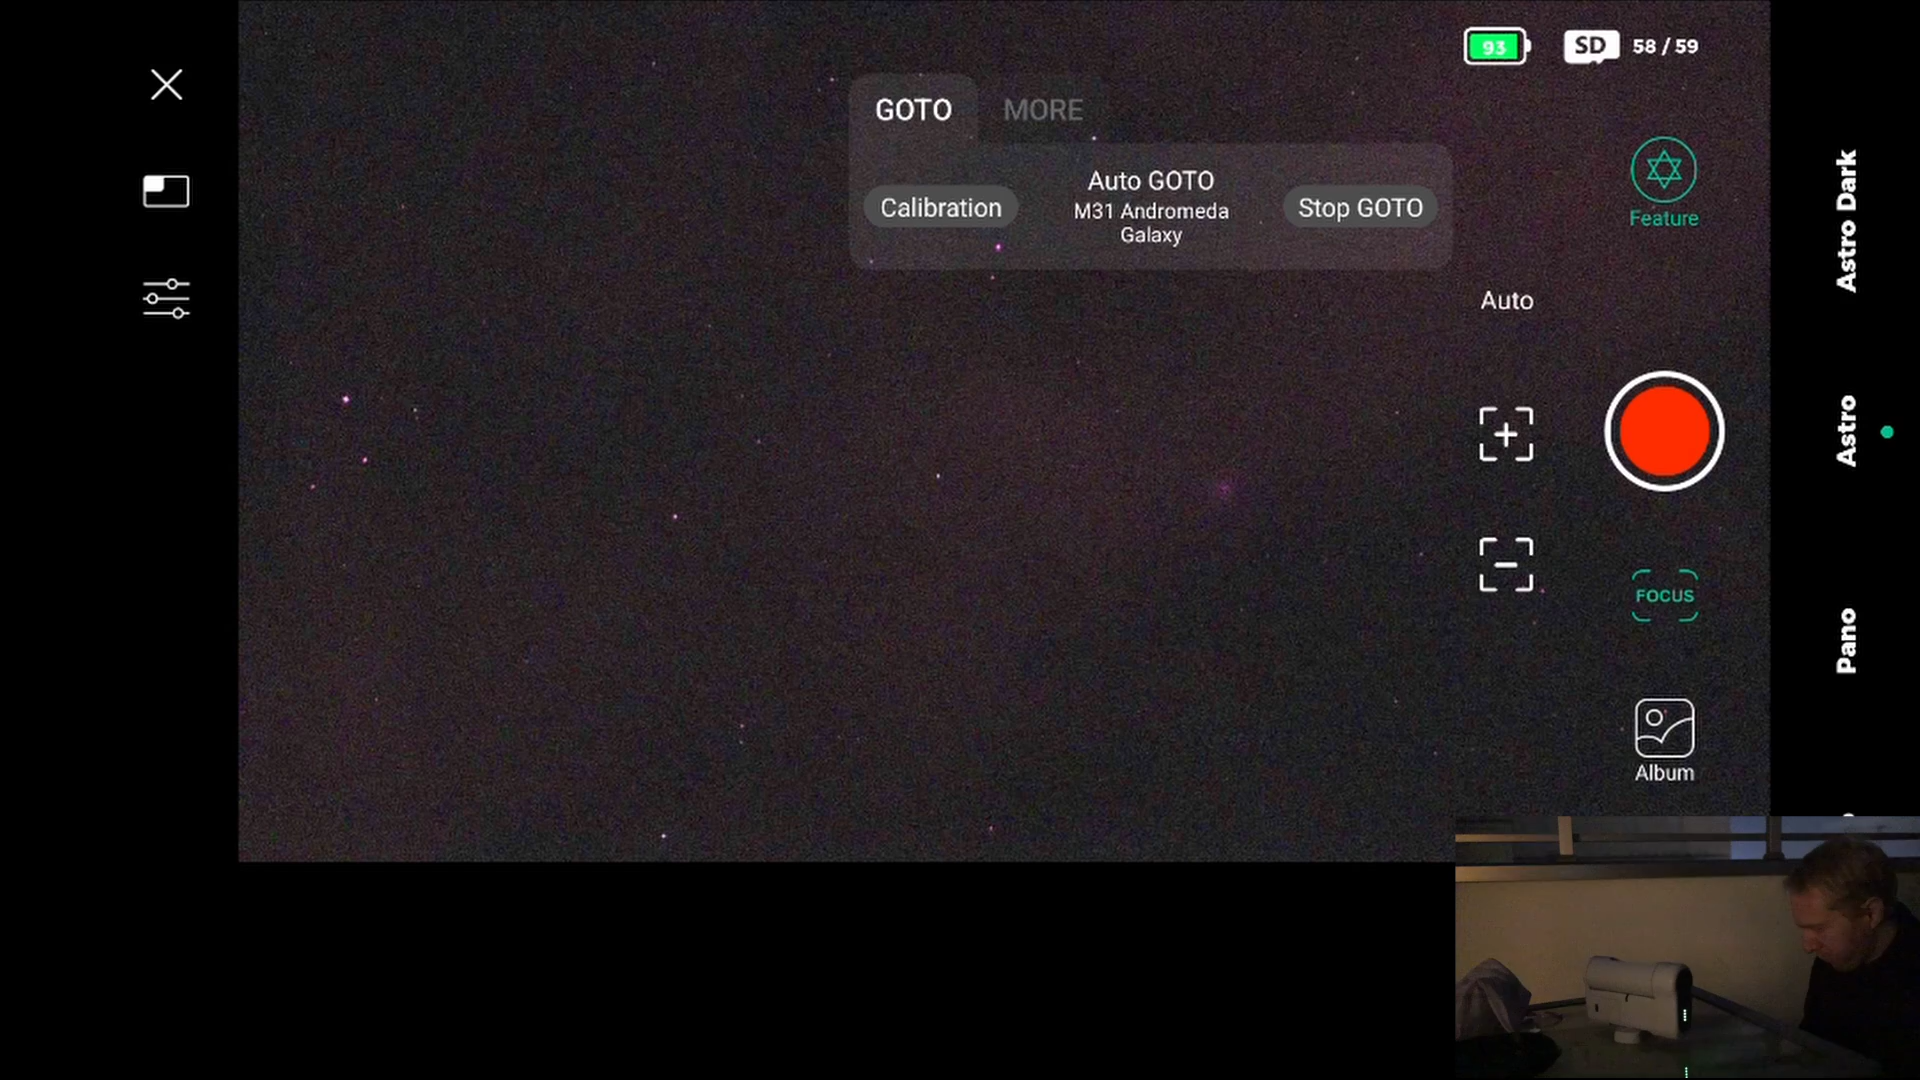 93
SD
58 / 59
GOTO
MORE
Calibration
Auto GOTO
M31 Andromeda
Galaxy
Stop GOTO
Feature
Auto
FOCUS
Album
Astro Dark
Astro
Pano